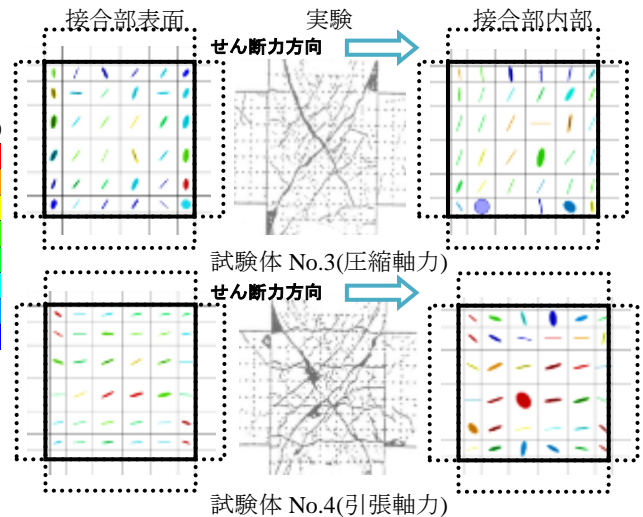 接合部表面 実験 接合部内部
せん断力方向
試験体 No.3(圧縮軸力)
せん断力方向
試験体 No.4(引張軸力)